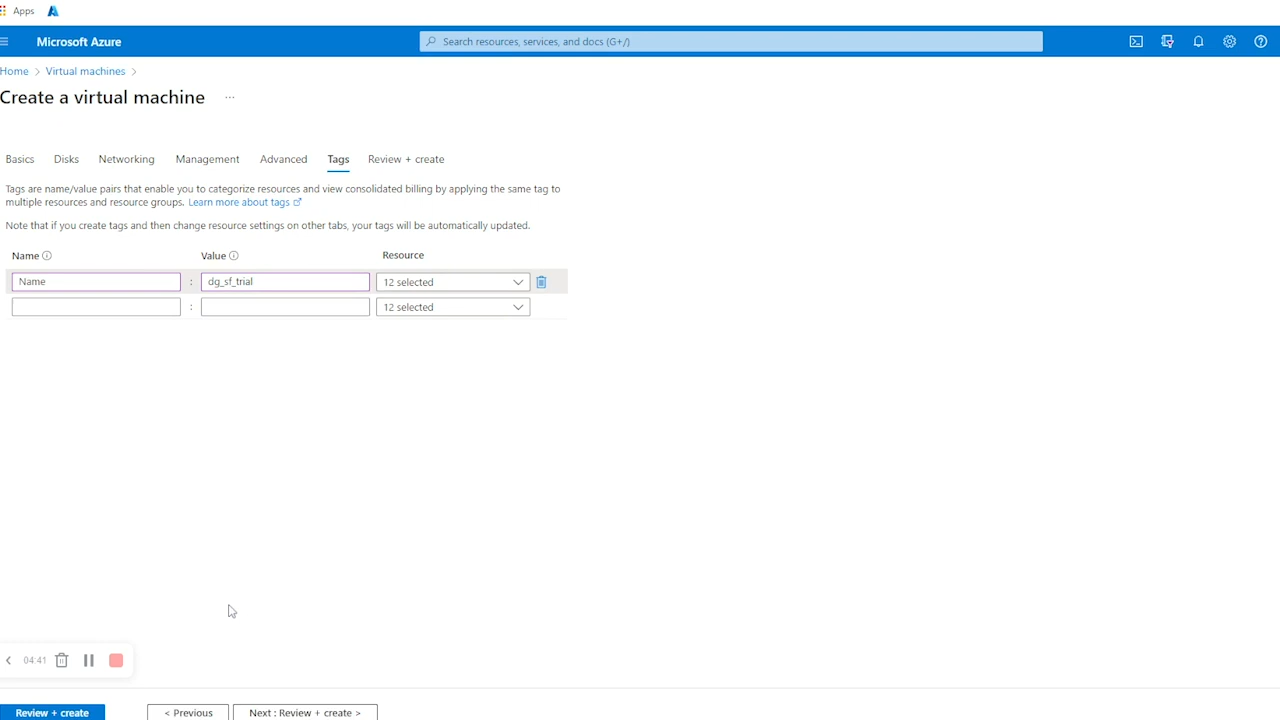 Apps
Microsoft Azure
Search resources, services, and docs (G+/)
Home > Virtual machines >
Create a virtual machine ...
Basics Disks Networking Management Advanced Tags Review + create
Tags are name/value pairs that enable you to categorize resources and view consolidated billing by applying the same tag to
multiple resources and resource groups. Learn more about tags
Note that if you create tags and then change resource settings on other tabs, your tags will be automatically updated.
Name Value Resource
Name : dg_sf_trial 12 selected
: 12 selected
04:41
Review + create < Previous Next : Review + create >